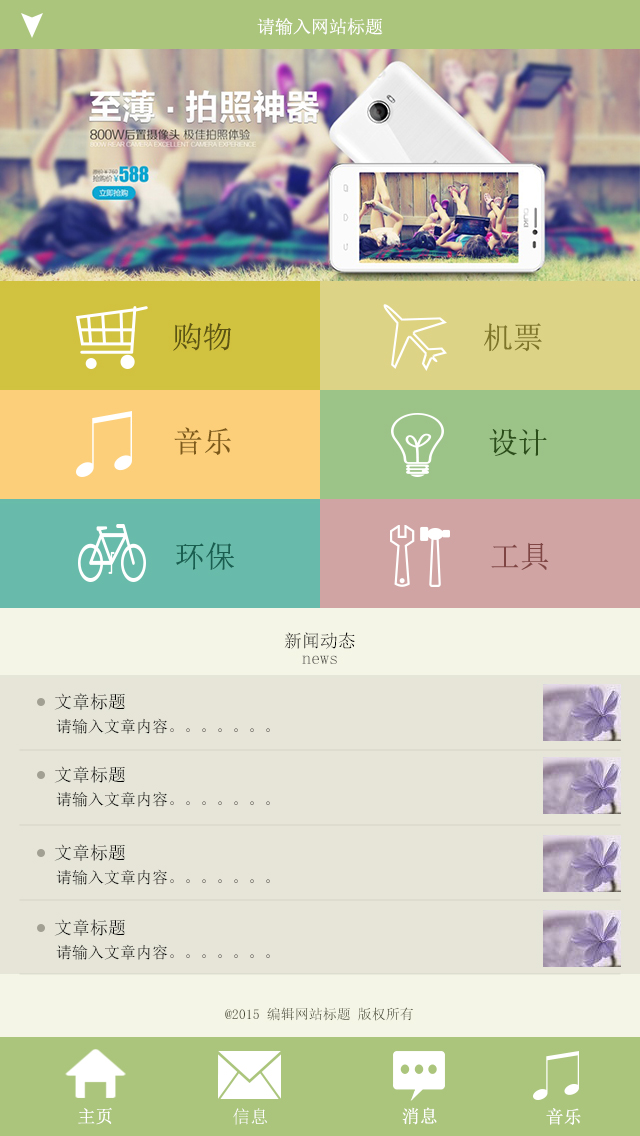 请输入网站标题
至薄·拍照神器
800W后置摄像头 极佳拍照体验
800W REAR CAMERA EXCELLENT CAMERA EXPERIENCE
抢购价¥588
立即抢购
购物
机票
音乐
设计
环保
工具
新闻动态
news
文章标题
请输入文章内容。。。。。。。
文章标题
请输入文章内容。。。。。。。
文章标题
请输入文章内容。。。。。。。
文章标题
请输入文章内容。。。。。。。
@2015 编辑网站标题 版权所有
主页
信息
消息
音乐